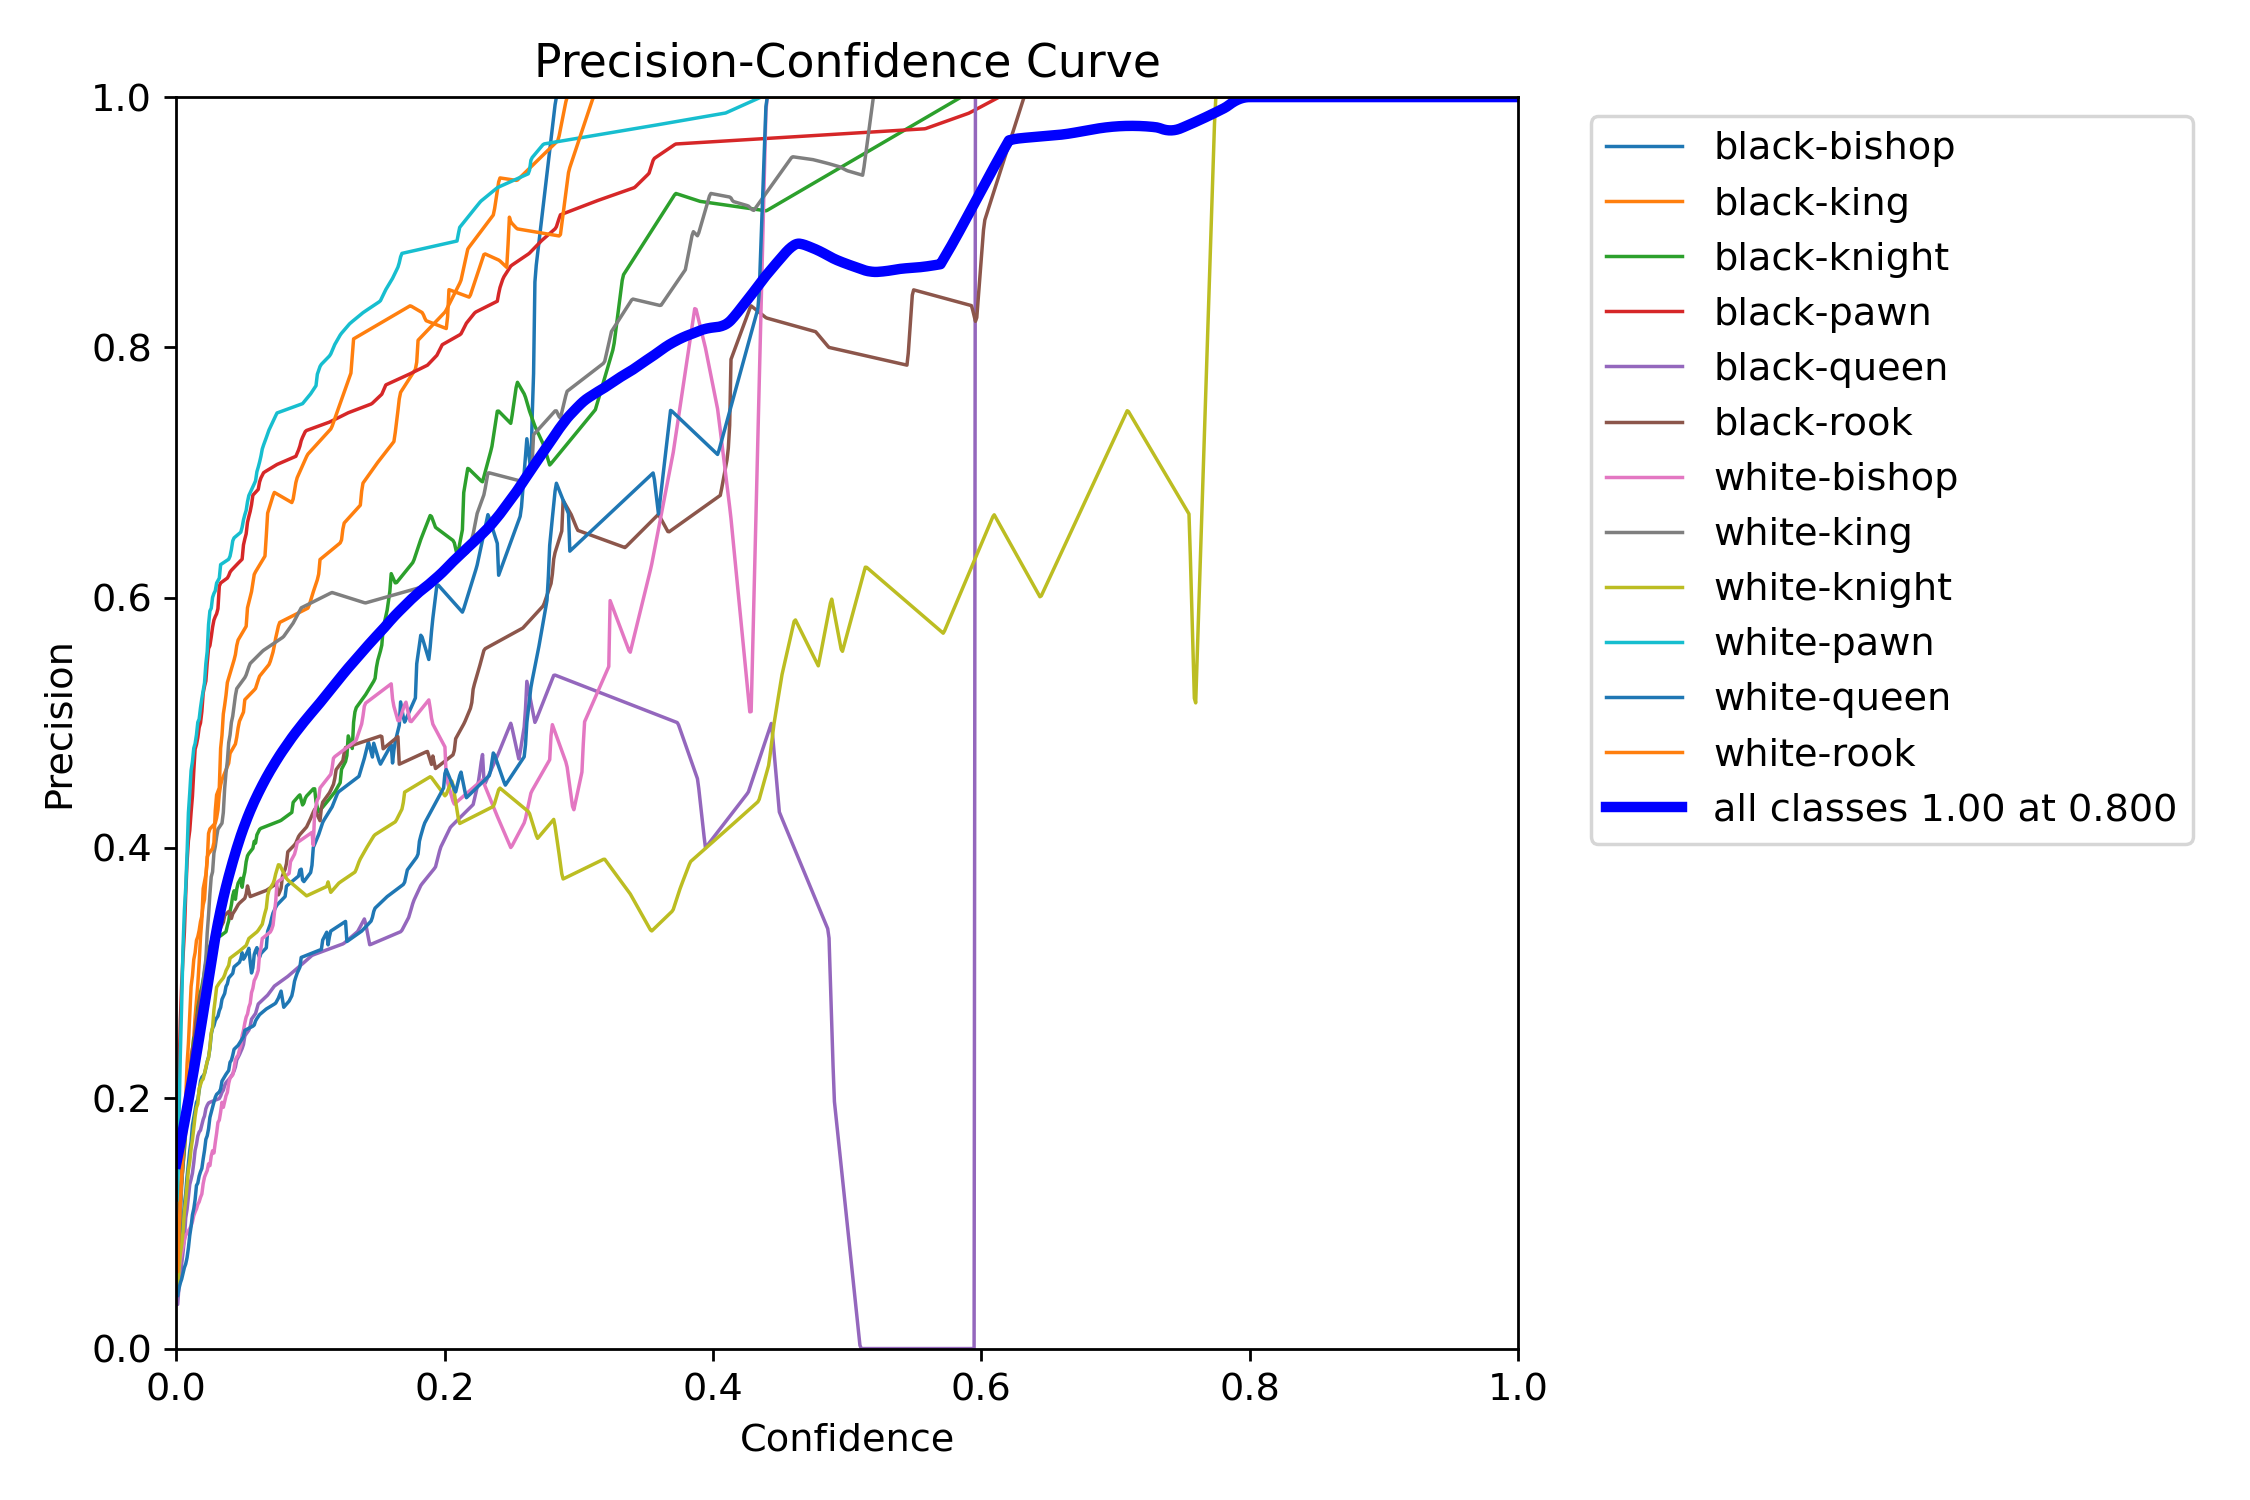 Precision-Confidence Curve
1.0
0.8
0.6
0.4
0.2
0.0
Precision
0.0 0.2 0.4 0.6 0.8 1.0
Confidence
black-bishop
black-king
black-knight
black-pawn
black-queen
black-rook
white-bishop
white-king
white-knight
white-pawn
white-queen
white-rook
all classes 1.00 at 0.800